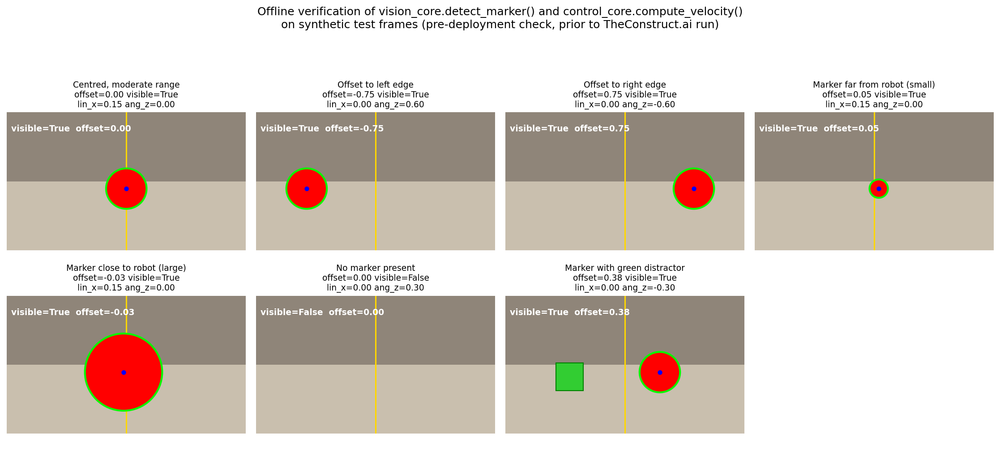 Offline verification of vision_core.detect_marker() and control_core.compute_velocity()
on synthetic test frames (pre-deployment check, prior to TheConstruct.ai run)
Centred, moderate range
offset=0.00 visible=True
lin_x=0.15 ang_z=0.00
visible=True  offset=0.00
Offset to left edge
offset=-0.75 visible=True
lin_x=0.00 ang_z=0.60
visible=True  offset=-0.75
Offset to right edge
offset=0.75 visible=True
lin_x=0.00 ang_z=-0.60
visible=True  offset=0.75
Marker far from robot (small)
offset=0.05 visible=True
lin_x=0.15 ang_z=0.00
visible=True  offset=0.05
Marker close to robot (large)
offset=-0.03 visible=True
lin_x=0.15 ang_z=0.00
visible=True  offset=-0.03
No marker present
offset=0.00 visible=False
lin_x=0.00 ang_z=0.30
visible=False  offset=0.00
Marker with green distractor
offset=0.38 visible=True
lin_x=0.00 ang_z=-0.30
visible=True  offset=0.38